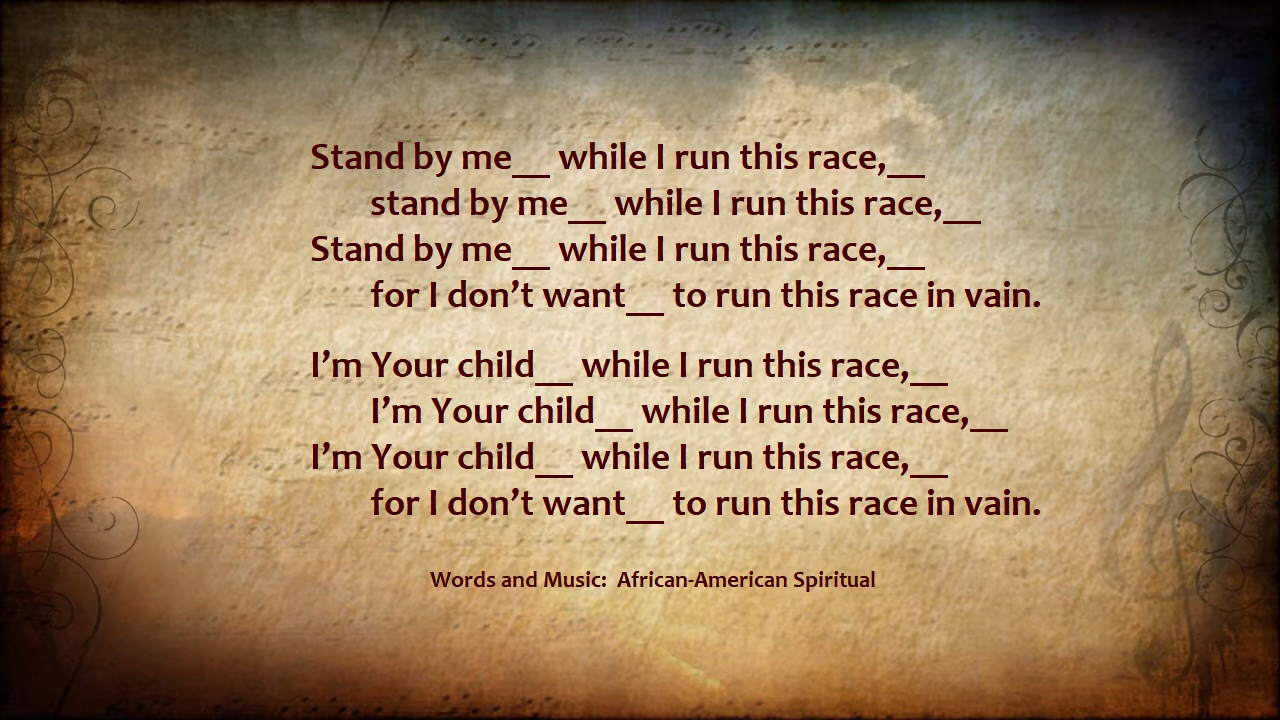 Stand by me__ while I run this race,__
stand by me__ while I run this race,__
Stand by me__ while I run this race,__
for I don’t want__ to run this race in vain.
I’m Your child__ while I run this race,__
I’m Your child__ while I run this race,__
I’m Your child__ while I run this race,__
for I don’t want__ to run this race in vain.
Words and Music:  African-American Spiritual